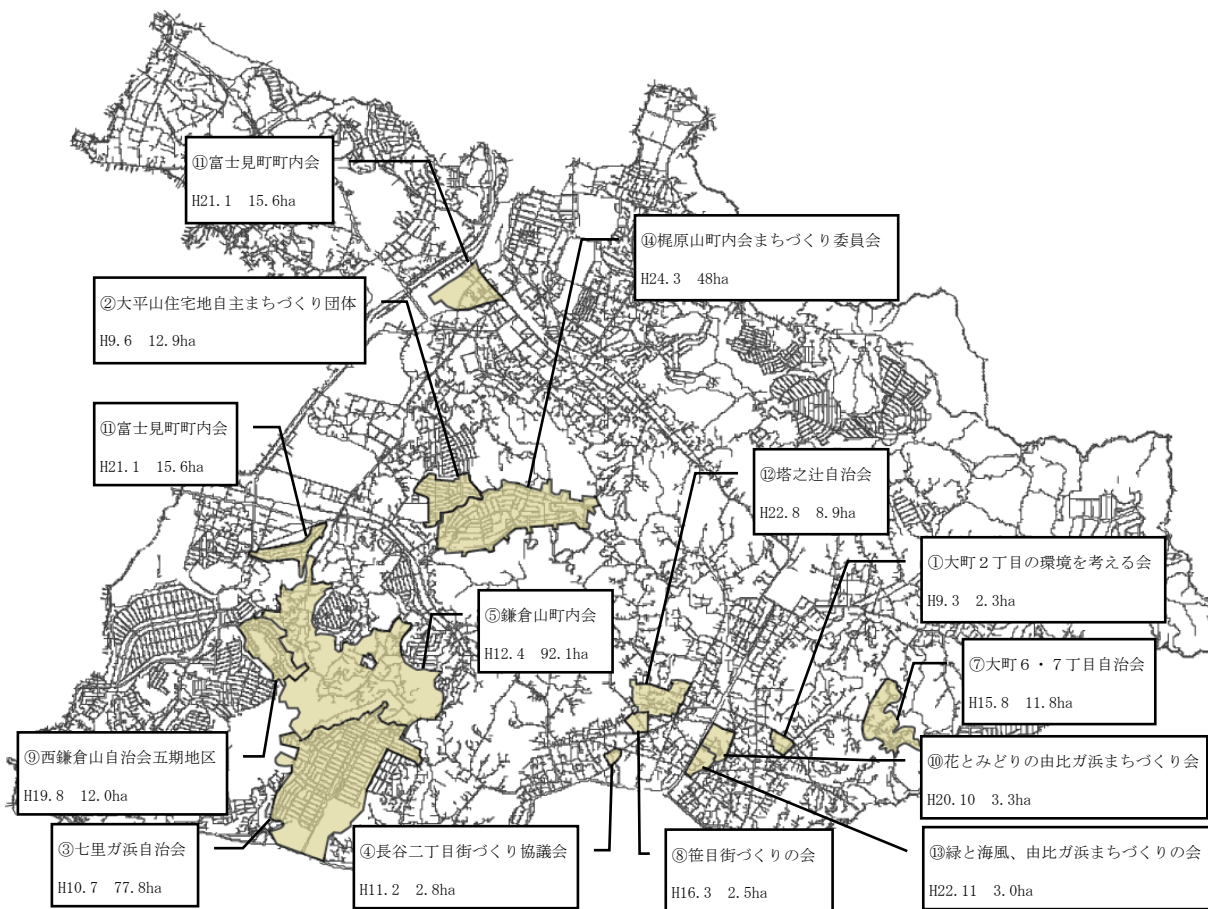 ⑪富士見町町内会
H21.1 15.6ha
⑭梶原山町内会まちづくり委員会
H24.3 48ha
②大平山住宅地自主まちづくり団体
H9.6 12.9ha
⑪富士見町町内会
H21.1 15.6ha
⑫塔之辻自治会
H22.8 8.9ha
①大町２丁目の環境を考える会
H9.3 2.3ha
⑤鎌倉山町内会
H12.4 92.1ha
⑦大町６・７丁目自治会
H15.8 11.8ha
⑨西鎌倉山自治会五期地区
H19.8 12.0ha
⑩花とみどりの由比ガ浜まちづくり会
H20.10 3.3ha
③七里ガ浜自治会
H10.7 77.8ha
④長谷二丁目街づくり協議会
H11.2 2.8ha
⑧笹目街づくりの会
H16.3 2.5ha
⑬緑と海風、由比ガ浜まちづくりの会
H22.11 3.0ha